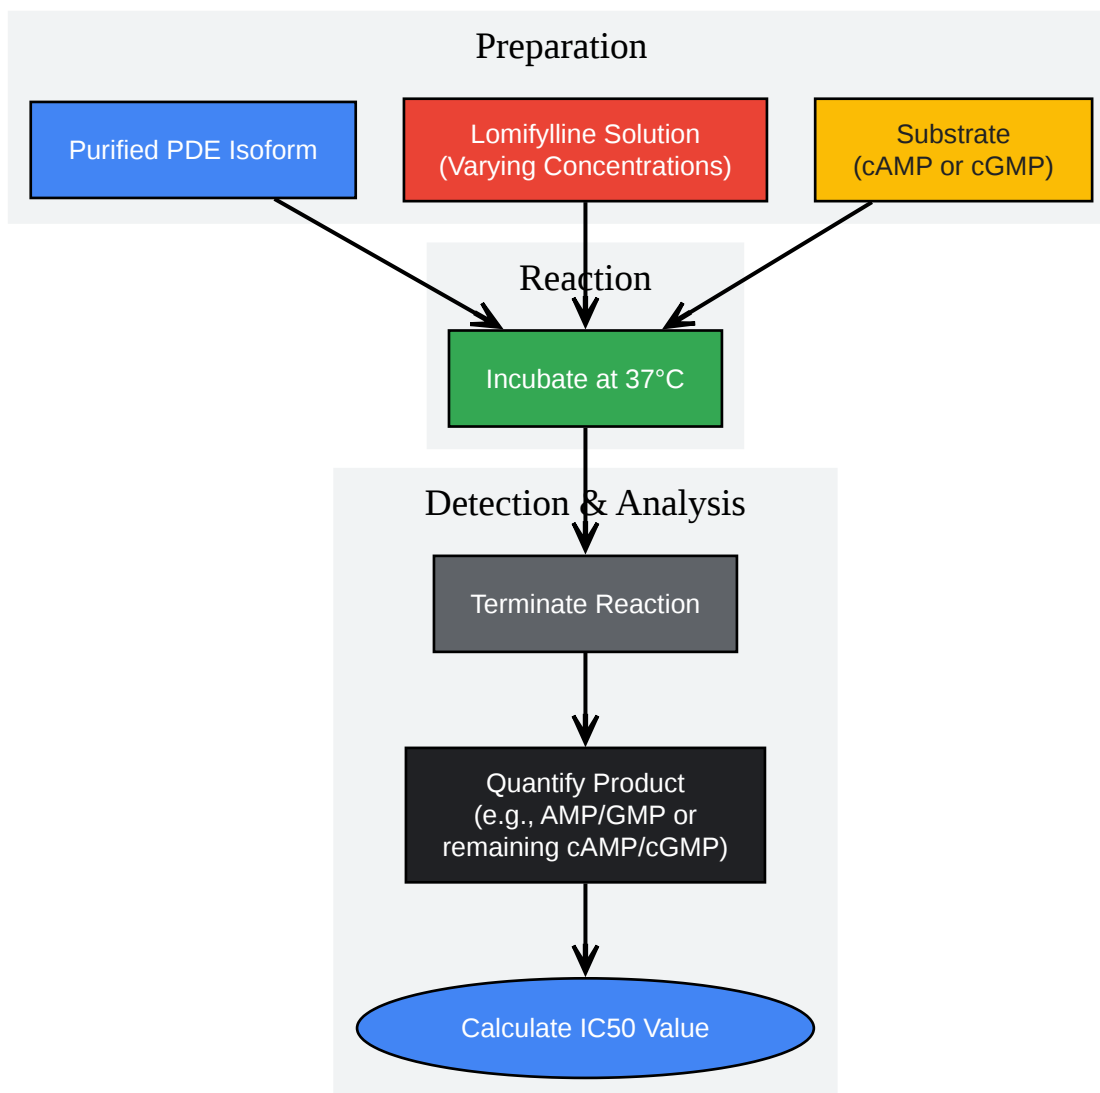 Preparation
Purified PDE Isoform
Lomifylline Solution
(Varying Concentrations)
Substrate
(cAMP or cGMP)
Reaction
Incubate at 37°C
Detection & Analysis
Terminate Reaction
Quantify Product
(e.g., AMP/GMP or
remaining cAMP/cGMP)
Calculate IC50 Value